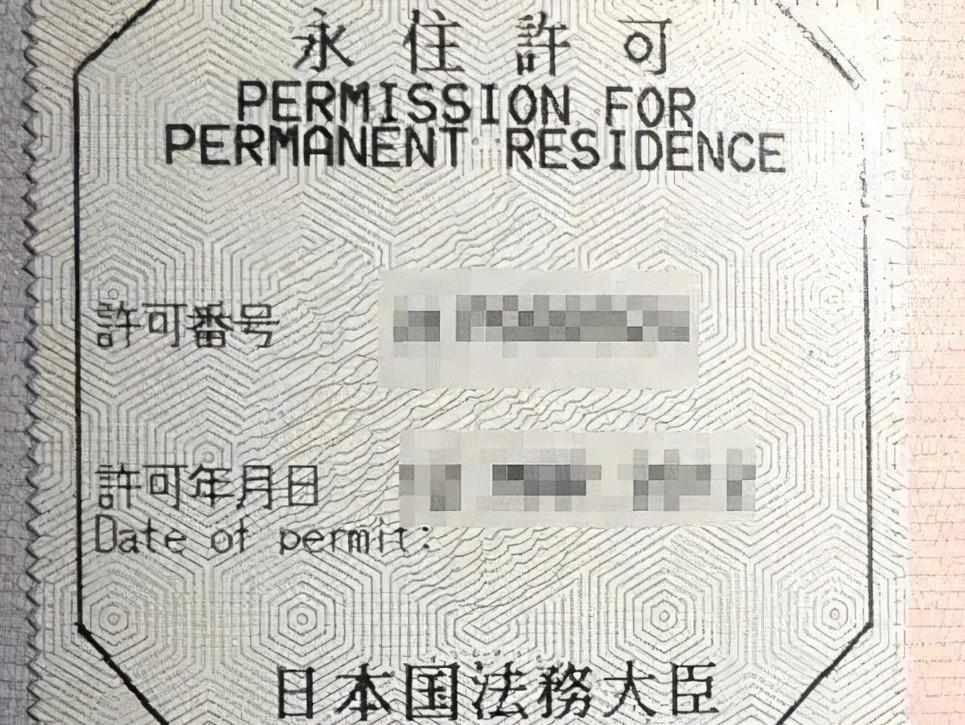 永住許可
PERMISSION FOR
PERMANENT RESIDENCE
許可番号
許可年月日
Date of permit:
日本国法務大臣